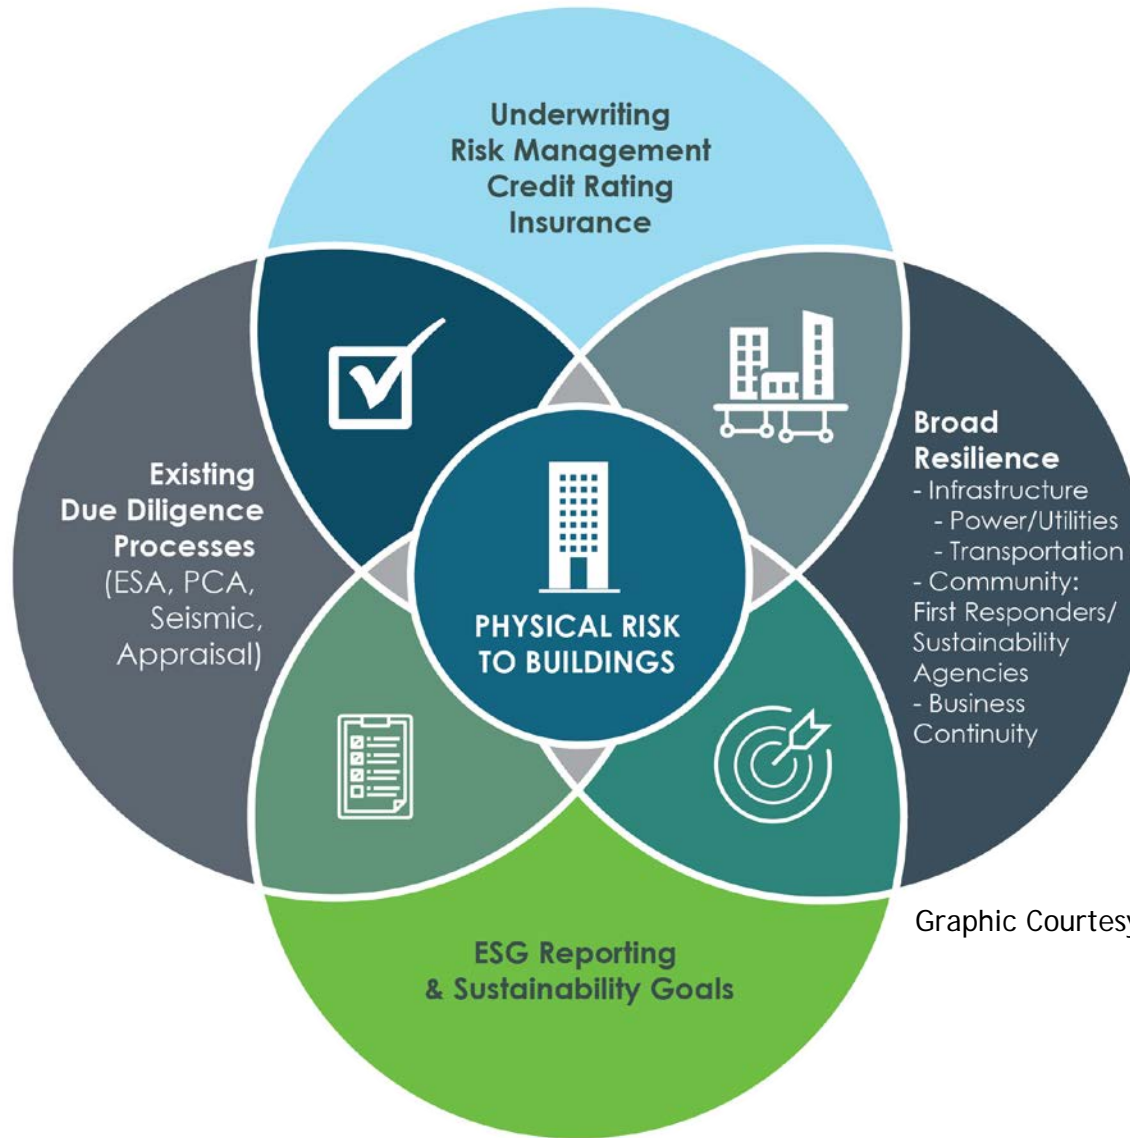 Underwriting
Risk Management
Credit Rating
Insurance
Existing
Due Diligence
Processes
(ESA, PCA,
Seismic,
Appraisal)
PHYSICAL RISK
TO BUILDINGS
Broad
Resilience
- Infrastructure
- Power/Utilities
- Transportation
- Community:
First Responders/
Sustainability
Agencies
- Business
Continuity
ESG Reporting
& Sustainability Goals
Graphic Courtesy